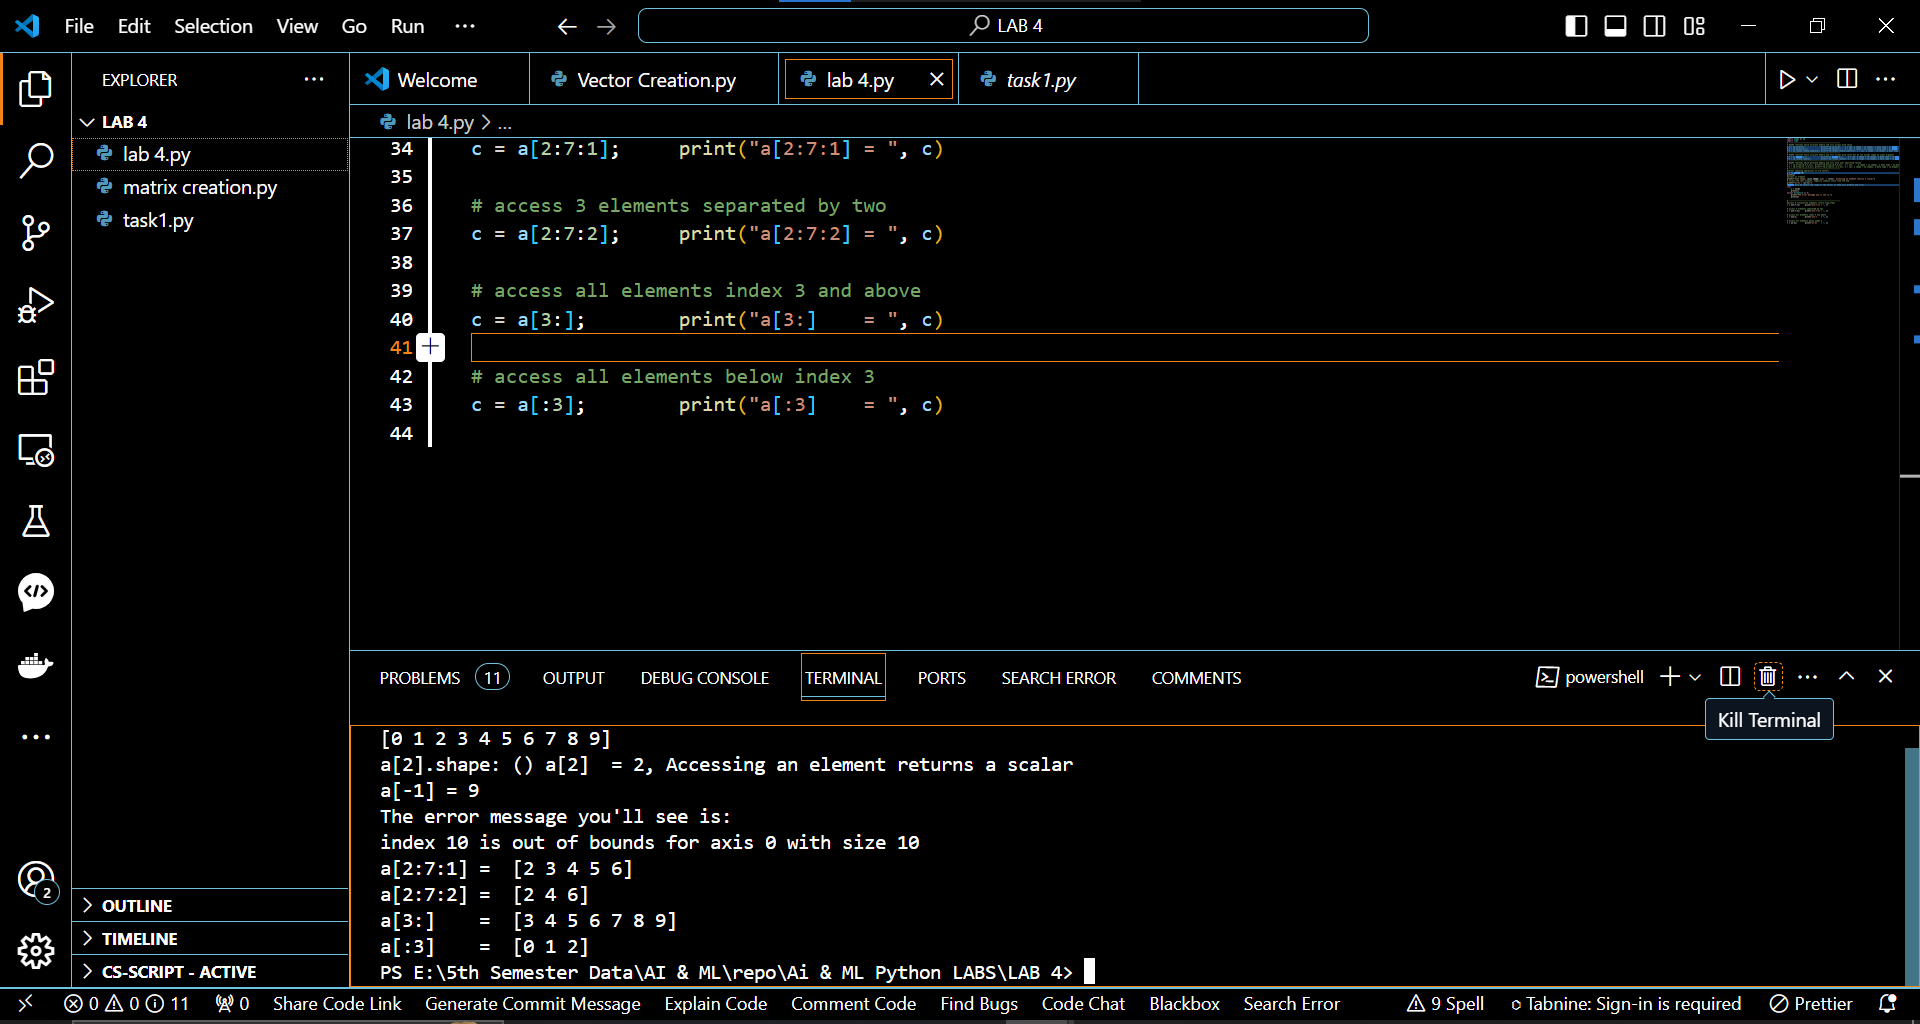 File Edit Selection View Go Run ... LAB 4
EXPLORER ...
LAB 4
lab 4.py
matrix creation.py
task1.py
OUTLINE
TIMELINE
CS-SCRIPT - ACTIVE
Welcome Vector Creation.py lab 4.py task1.py
lab 4.py > ...
34 c = a[2:7:1]; print("a[2:7:1] = ", c)
35
36 # access 3 elements separated by two
37 c = a[2:7:2]; print("a[2:7:2] = ", c)
38
39 # access all elements index 3 and above
40 c = a[3:]; print("a[3:]    = ", c)
41
42 # access all elements below index 3
43 c = a[:3]; print("a[:3]    = ", c)
44
PROBLEMS 11 OUTPUT DEBUG CONSOLE TERMINAL PORTS SEARCH ERROR COMMENTS powershell
Kill Terminal
[0 1 2 3 4 5 6 7 8 9]
a[2].shape: () a[2]  = 2, Accessing an element returns a scalar
a[-1] = 9
The error message you'll see is:
index 10 is out of bounds for axis 0 with size 10
a[2:7:1] =  [2 3 4 5 6]
a[2:7:2] =  [2 4 6]
a[3:]    =  [3 4 5 6 7 8 9]
a[:3]    =  [0 1 2]
PS E:\5th Semester Data\AI & ML\repo\Ai & ML Python LABS\LAB 4>
2
0 0 11 0 Share Code Link Generate Commit Message Explain Code Comment Code Find Bugs Code Chat Blackbox Search Error 9 Spell Tabnine: Sign-in is required Prettier